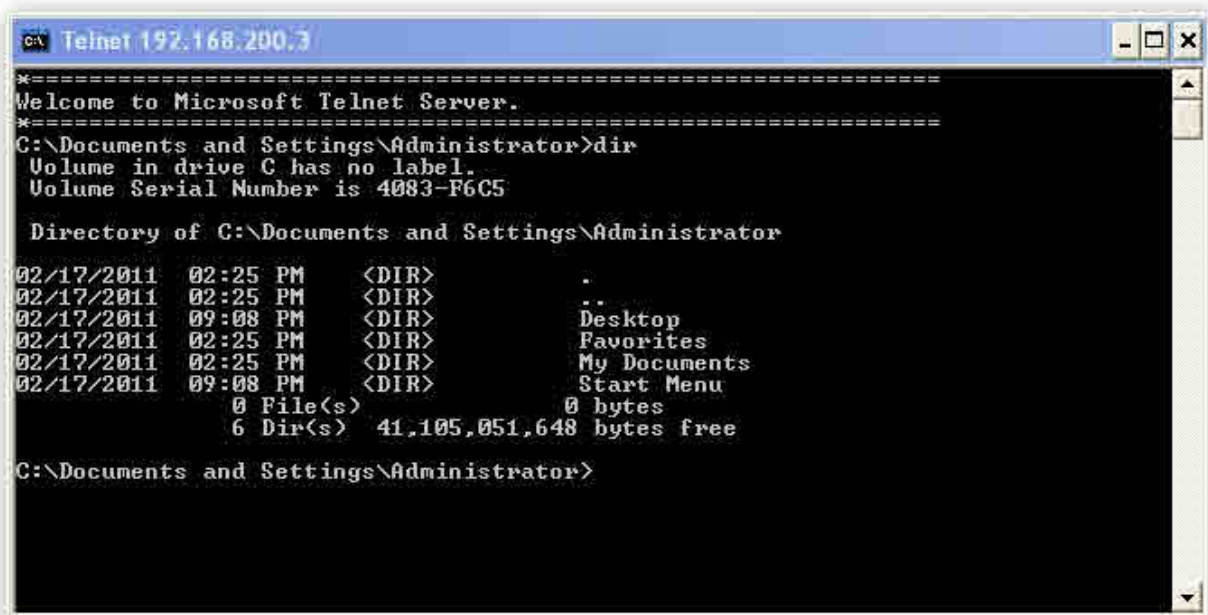 Telnet 192.168.200.3
*===============================================================
Welcome to Microsoft Telnet Server.
*===============================================================
C:\Documents and Settings\Administrator>dir
 Volume in drive C has no label.
 Volume Serial Number is 4083-F6C5
 Directory of C:\Documents and Settings\Administrator
02/17/2011  02:25 PM    <DIR>          .
02/17/2011  02:25 PM    <DIR>          ..
02/17/2011  09:08 PM    <DIR>          Desktop
02/17/2011  02:25 PM    <DIR>          Favorites
02/17/2011  02:25 PM    <DIR>          My Documents
02/17/2011  09:08 PM    <DIR>          Start Menu
               0 File(s)              0 bytes
               6 Dir(s)  41,105,051,648 bytes free
C:\Documents and Settings\Administrator>